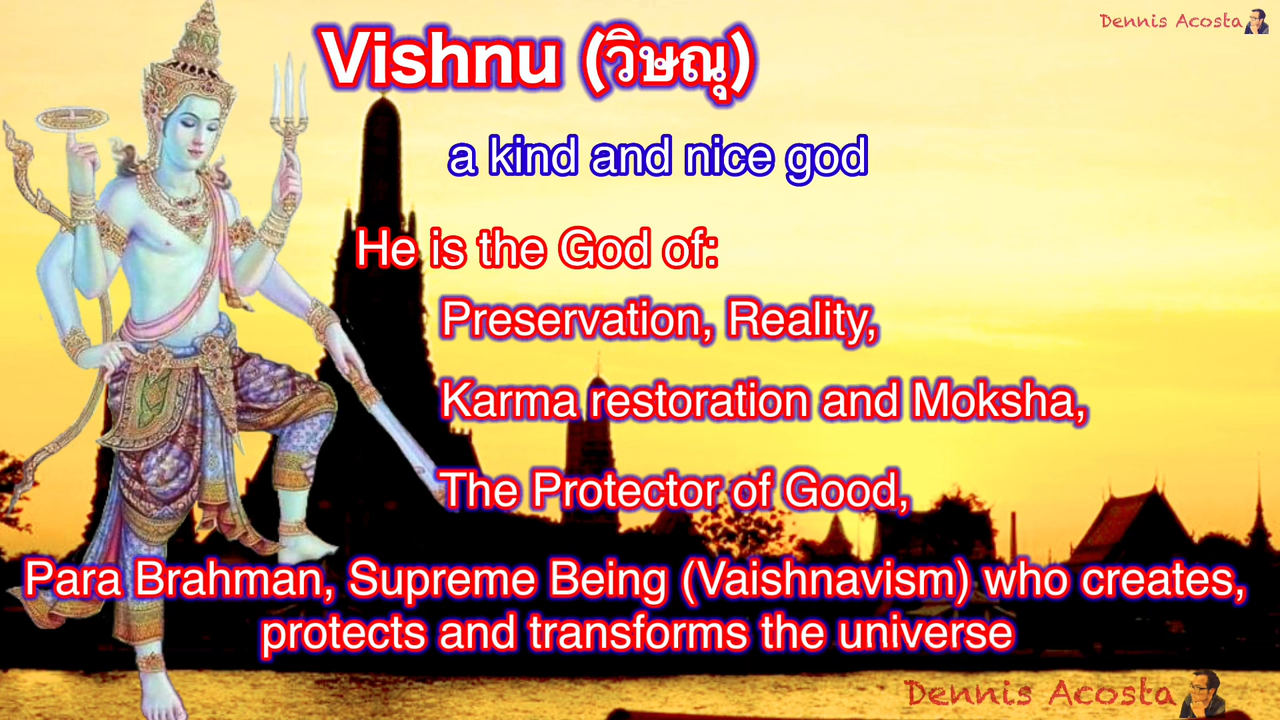 Dennis Acosta
Vishnu (วิษณุ)
a kind and nice god
He is the God of:
Preservation, Reality,
Karma restoration and Moksha,
The Protector of Good,
Para Brahman, Supreme Being (Vaishnavism) who creates,
protects and transforms the universe
Dennis Acosta